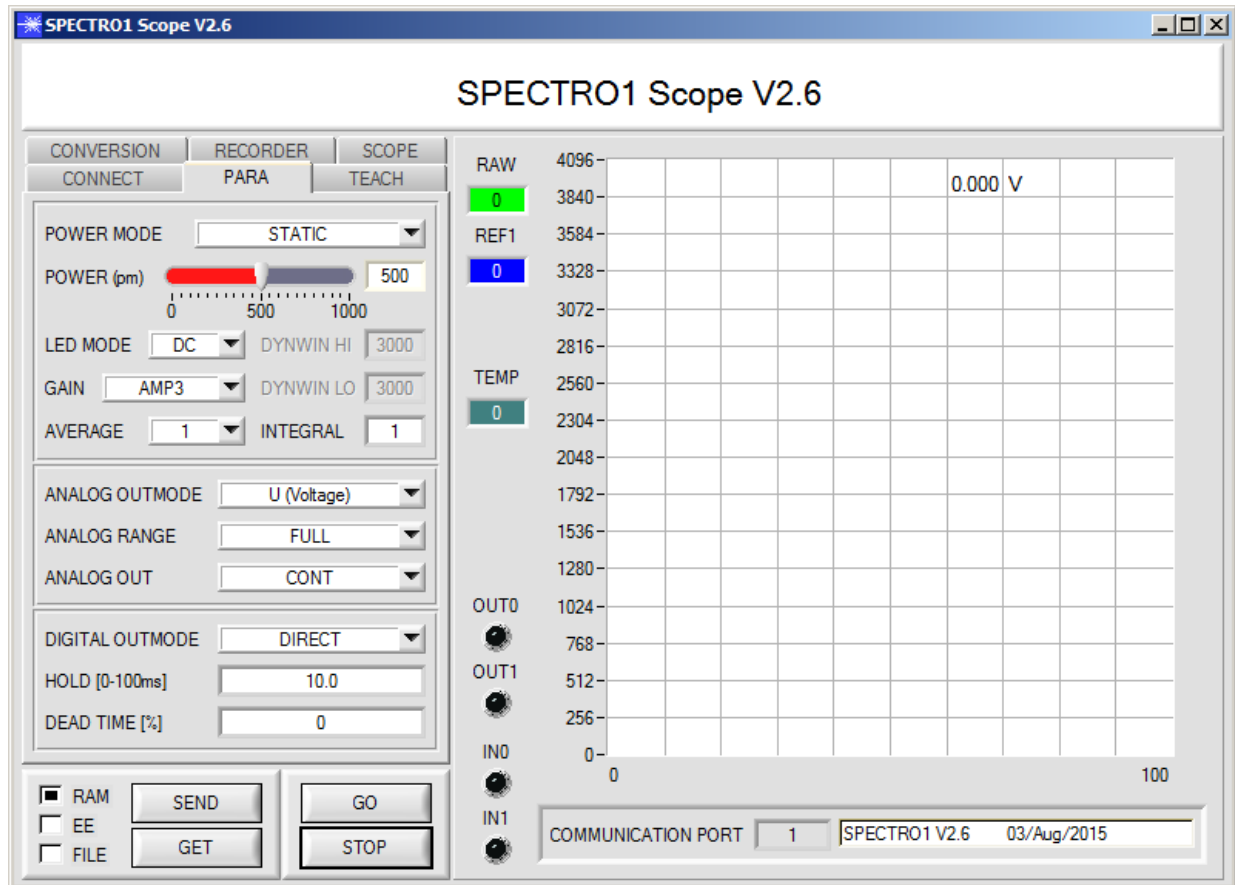 SPECTRO1 Scope V2.6
SPECTRO1 Scope V2.6
CONVERSION RECORDER SCOPE
CONNECT PARA TEACH
POWER MODE STATIC
POWER (pm) 500
0 500 1000
LED MODE DC DYNWIN HI 3000
GAIN AMP3 DYNWIN LO 3000
AVERAGE 1 INTEGRAL 1
ANALOG OUTMODE U (Voltage)
ANALOG RANGE FULL
ANALOG OUT CONT
DIGITAL OUTMODE DIRECT
HOLD [0-100ms] 10.0
DEAD TIME [%] 0
RAM
EE
FILE
SEND
GET
GO
STOP
RAW
0
REF1
0
TEMP
0
OUT0
OUT1
IN0
IN1
0.000 V
4096
3840
3584
3328
3072
2816
2560
2304
2048
1792
1536
1280
1024
768
512
256
0
0 100
COMMUNICATION PORT 1 SPECTRO1 V2.6 03/Aug/2015